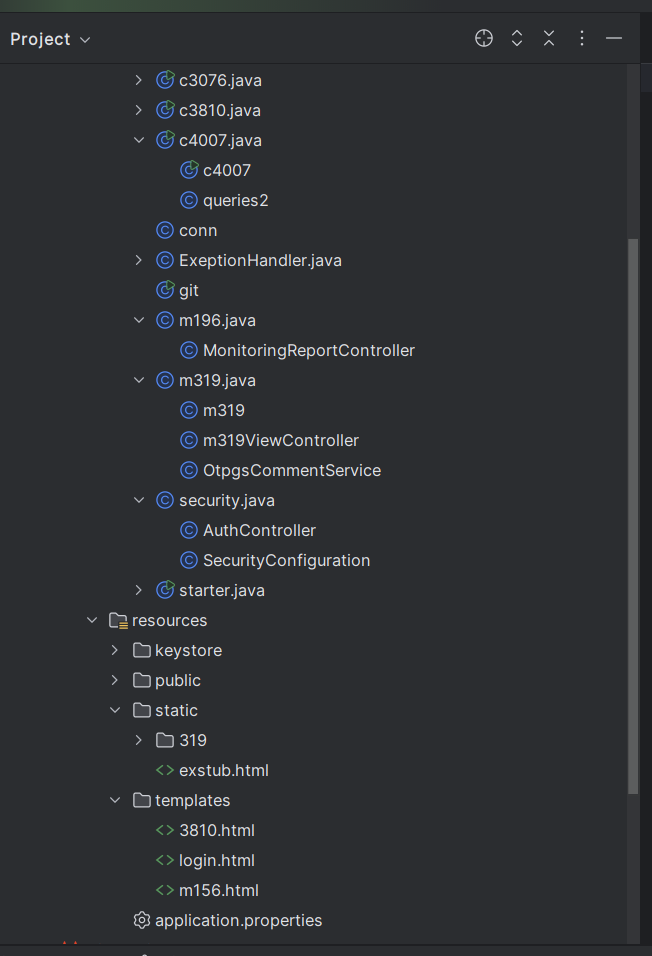 Project
c3076.java
c3810.java
c4007.java
c4007
queries2
conn
ExeptionHandler.java
git
m196.java
MonitoringReportController
m319.java
m319
m319ViewController
OtpgsCommentService
security.java
AuthController
SecurityConfiguration
starter.java
resources
keystore
public
static
319
exstub.html
templates
3810.html
login.html
m156.html
application.properties